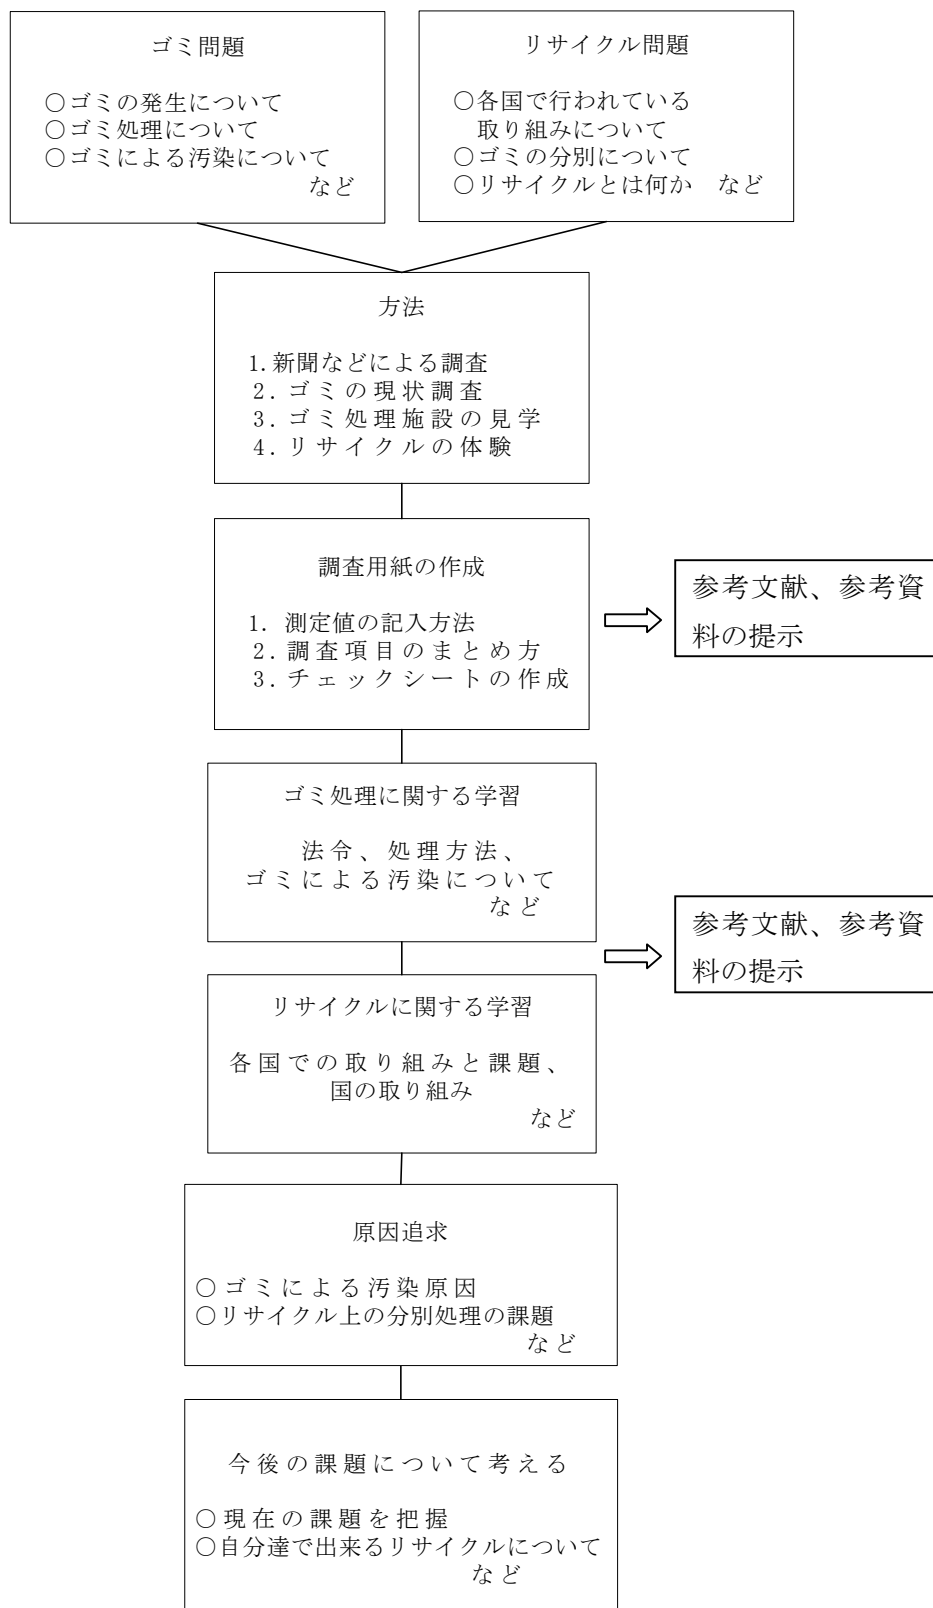 ゴミ問題
○ゴミの発生について
○ゴミ処理について
○ゴミによる汚染について
など
リサイクル問題
○各国で行われている
取り組みについて
○ゴミの分別について
○リサイクルとは何か など
方法
1.新聞などによる調査
2.ゴミの現状調査
3.ゴミ処理施設の見学
4.リサイクルの体験
調査用紙の作成
1. 測定値の記入方法
2.調査項目のまとめ方
3.チェックシートの作成
参考文献、参考資
料の提示
ゴミ処理に関する学習
法令、処理方法、
ゴミによる汚染について
など
参考文献、参考資
料の提示
リサイクルに関する学習
各国での取り組みと課題、
国の取り組み
など
原因追求
○ゴミによる汚染原因
○リサイクル上の分別処理の課題
など
今後の課題について考える
○現在の課題を把握
○自分達で出来るリサイクルについて
など